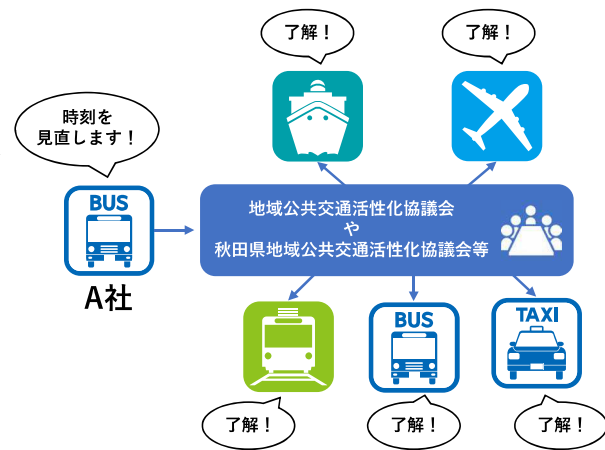 了解！
了解！
時刻を
見直します！
BUS
地域公共交通活性化協議会
や
秋田県地域公共交通活性化協議会等
A社
BUS
TAXI
了解！
了解！
了解！